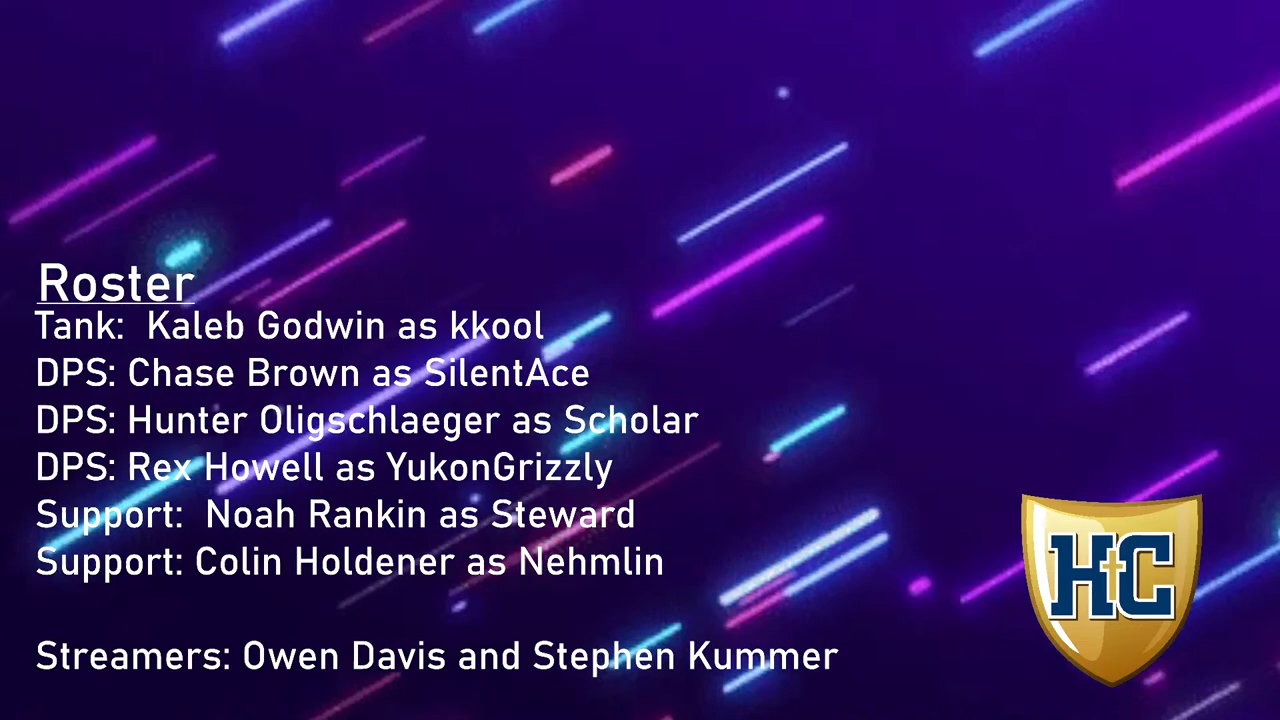 Roster
Tank:  Kaleb Godwin as kkool
DPS: Chase Brown as SilentAce
DPS: Hunter Oligschlaeger as Scholar
DPS: Rex Howell as YukonGrizzly
Support:  Noah Rankin as Steward
Support: Colin Holdener as Nehmlin
Streamers: Owen Davis and Stephen Kummer
HC